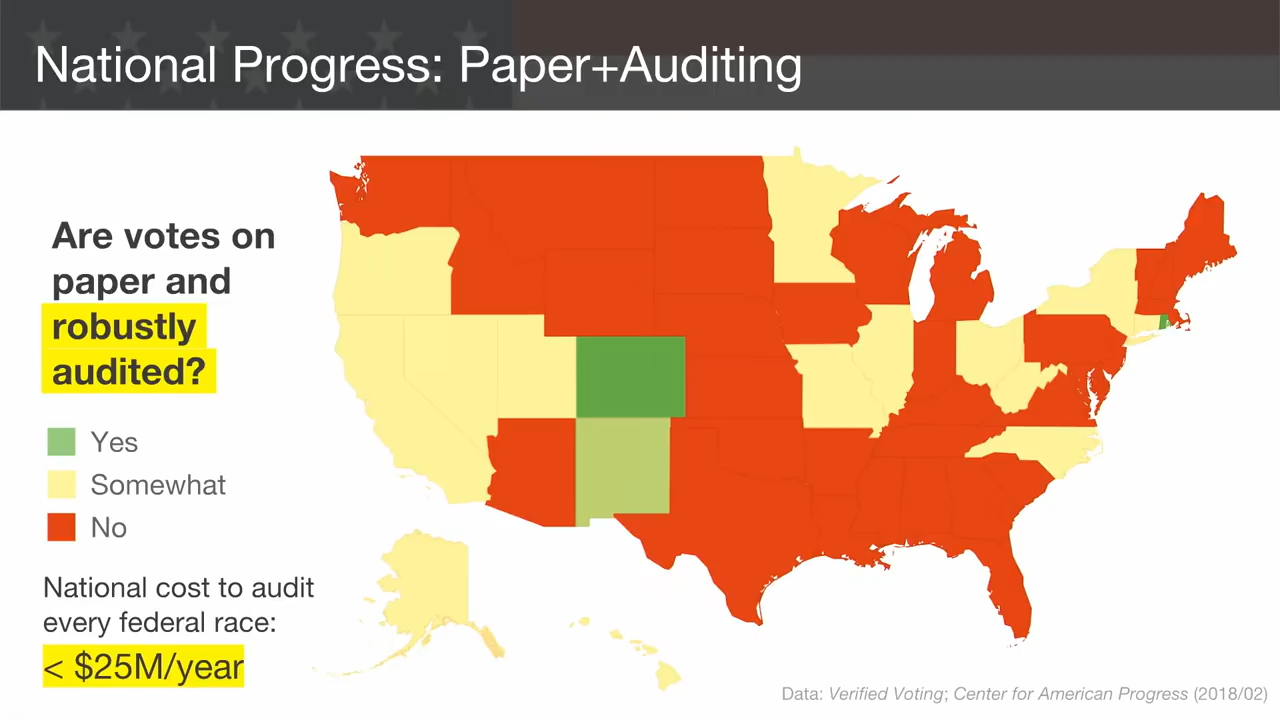 National Progress: Paper+Auditing
Are votes on
paper and
robustly
audited?
Yes
Somewhat
No
National cost to audit
every federal race:
< $25M/year
Data: Verified Voting; Center for American Progress (2018/02)